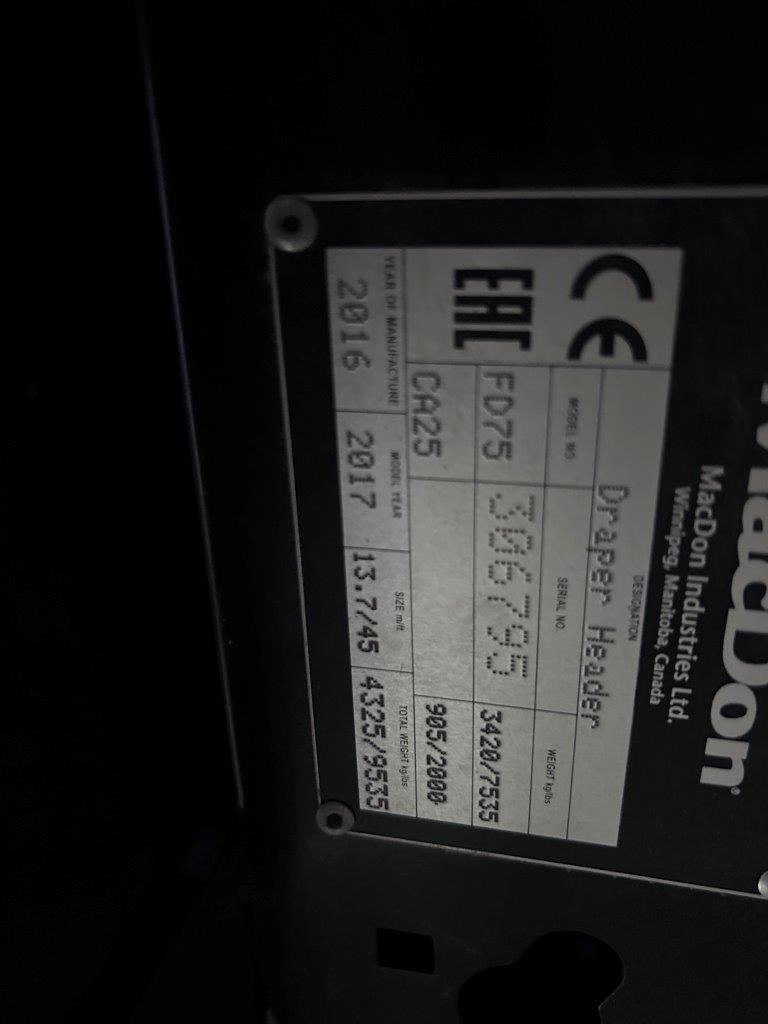 MacDon
MacDon Industries Ltd.
Winnipeg, Manitoba, Canada
CE
EAC
DESIGNATION
Draper Header
MODEL NO. SERIAL NO. WEIGHT kg/lbs
FD75 306795 3420/7535
CA25 905/2000
YEAR OF MANUFACTURE MODEL YEAR SIZE m/ft TOTAL WEIGHT kg/lbs
2016 2017 13.7/45 4325/9535